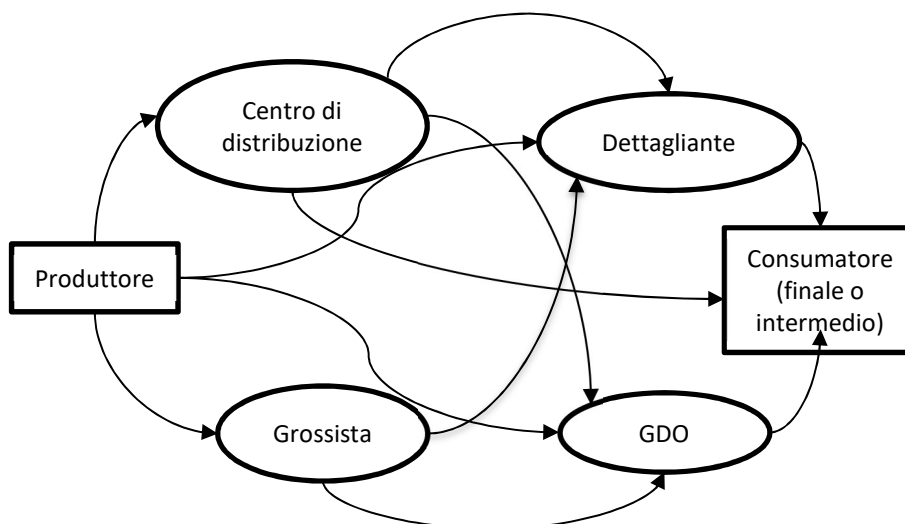 Centro di
distribuzione
Dettagliante
Produttore
Consumatore
(finale o
intermedio)
Grossista
GDO